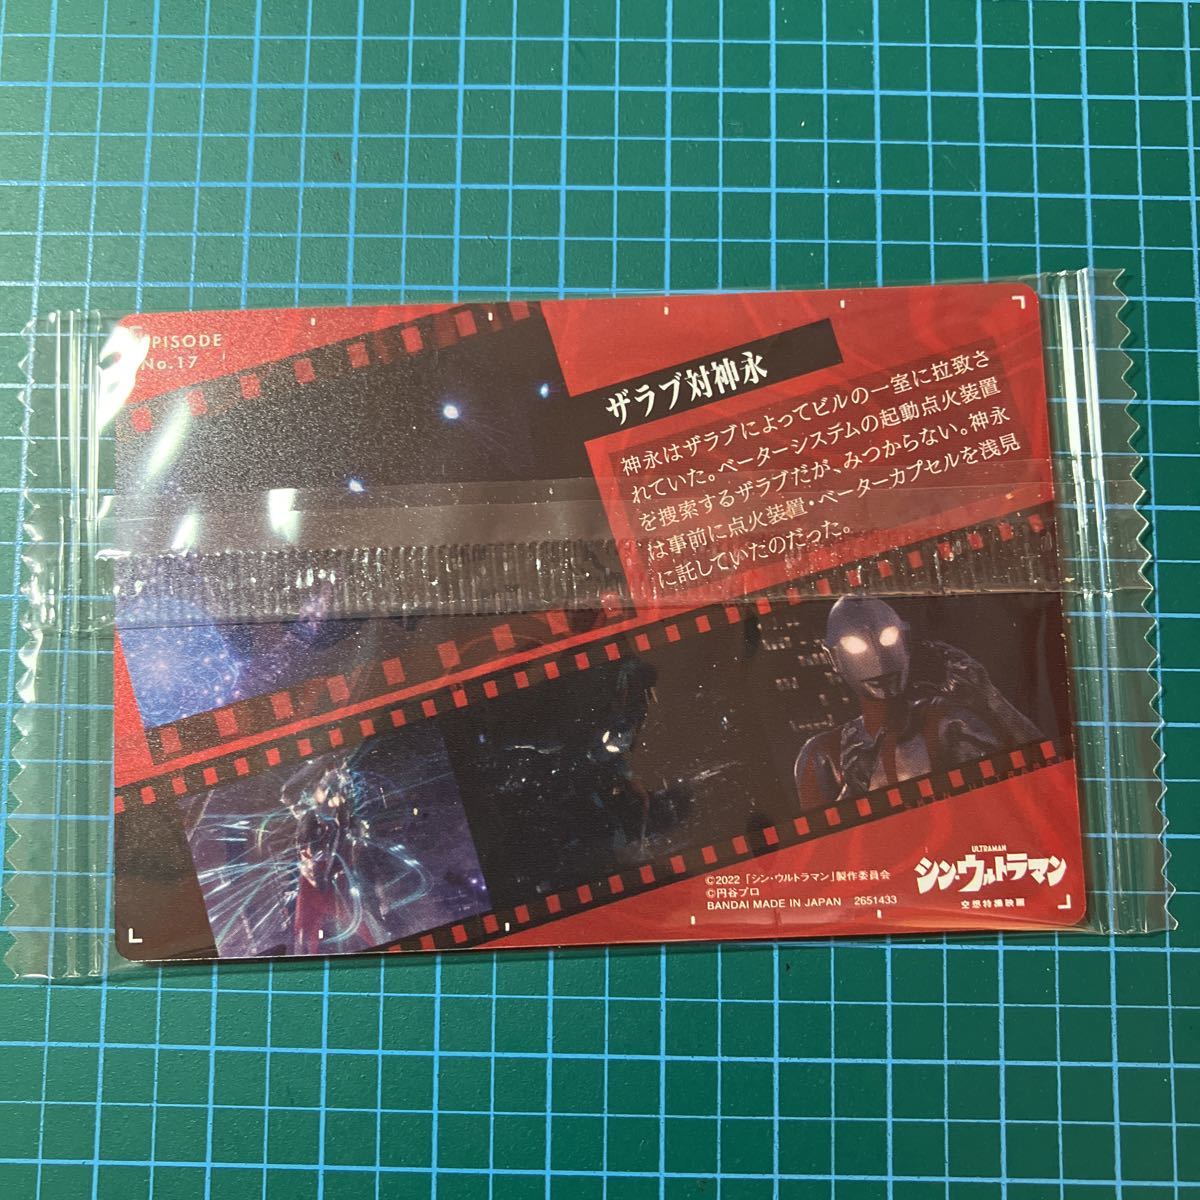 EPISODE
No.17
ザラブ対神永
神永はザラブによってビルの一室に拉致さ
れていた。ベーターシステムの起動点火装置
を捜索するザラブだが、みつからない。神永
は事前に点火装置・ベーターカプセルを浅見
に託していたのだった。
©2022「シン・ウルトラマン」製作委員会
©円谷プロ
BANDAI MADE IN JAPAN 2651433
ULTRAMAN
シン・ウルトラマン
空想特撮映画